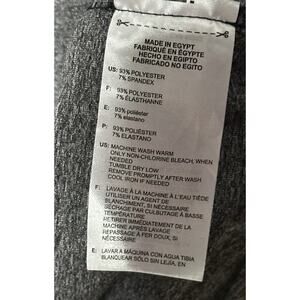 MADE IN EGYPT
FABRIQUÉ EN ÉGYPTE
HECHO EN EGIPTO
FABRICADO NO EGITO
US: 93% POLYESTER
7% SPANDEX
F: 93% POLYESTER
7% ÉLASTHANNE
E: 93% poliéster
7% elastano
P: 93% POLIÉSTER
7% ELASTANO
US: MACHINE WASH WARM
ONLY NON-CHLORINE BLEACH, WHEN
NEEDED
TUMBLE DRY LOW
REMOVE PROMPTLY AFTER WASH
COOL IRON IF NEEDED
F: LAVAGE À LA MACHINE À L'EAU TIÈDE
UTILISER UN AGENT DE
BLANCHIMENT, SI NÉCESSAIRE
SÉCHAGE PAR CULBUTAGE À BASSE
TEMPÉRATURE
RETIRER IMMÉDIATEMENT DE LA
MACHINE APRÈS LAVAGE
REPASSAGE À FER DOUX, SI
NÉCESSAIRE
E: LAVAR A MÁQUINA CON AGUA TIBIA
BLANQUEAR SÓLO SIN LEJÍA, EN